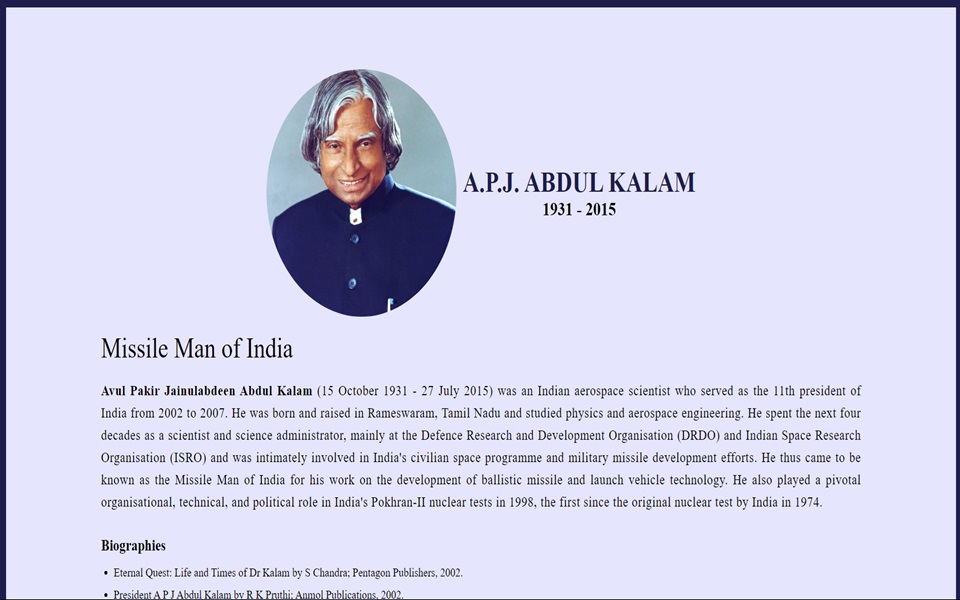 A.P.J. ABDUL KALAM
1931 - 2015
Missile Man of India
Avul Pakir Jainulabdeen Abdul Kalam (15 October 1931 - 27 July 2015) was an Indian aerospace scientist who served as the 11th president of
India from 2002 to 2007. He was born and raised in Rameswaram, Tamil Nadu and studied physics and aerospace engineering. He spent the next four
decades as a scientist and science administrator, mainly at the Defence Research and Development Organisation (DRDO) and Indian Space Research
Organisation (ISRO) and was intimately involved in India's civilian space programme and military missile development efforts. He thus came to be
known as the Missile Man of India for his work on the development of ballistic missile and launch vehicle technology. He also played a pivotal
organisational, technical, and political role in India's Pokhran-II nuclear tests in 1998, the first since the original nuclear test by India in 1974.
Biographies
• Eternal Quest: Life and Times of Dr Kalam by S Chandra; Pentagon Publishers, 2002.
• President A P J Abdul Kalam by R K Pruthi; Anmol Publications, 2002.